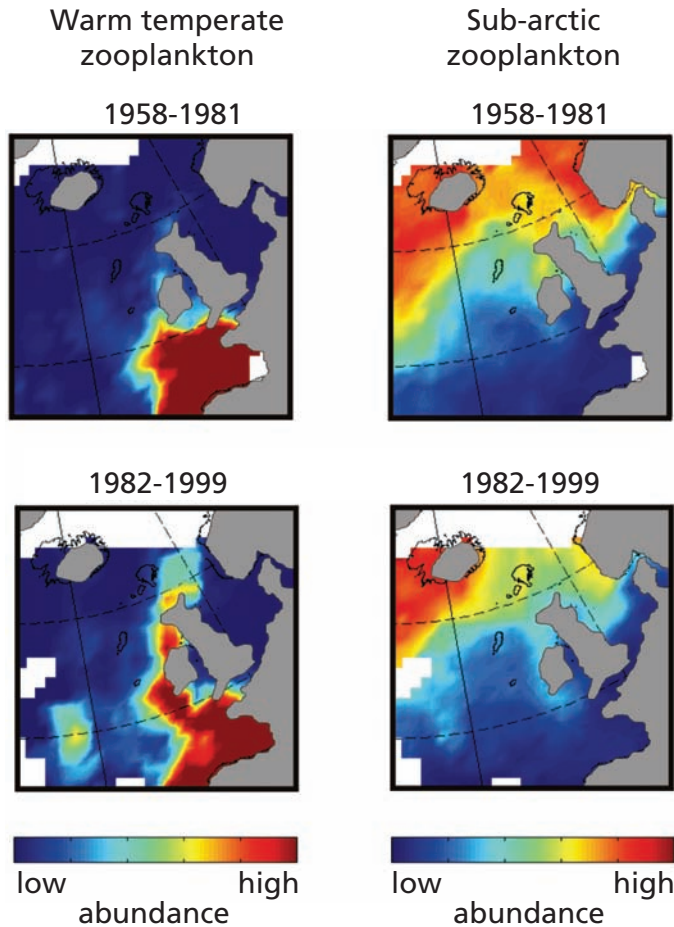 Warm temperate
zooplankton
Sub-arctic
zooplankton
1958-1981
1958-1981
1982-1999
1982-1999
low high
abundance
low high
abundance